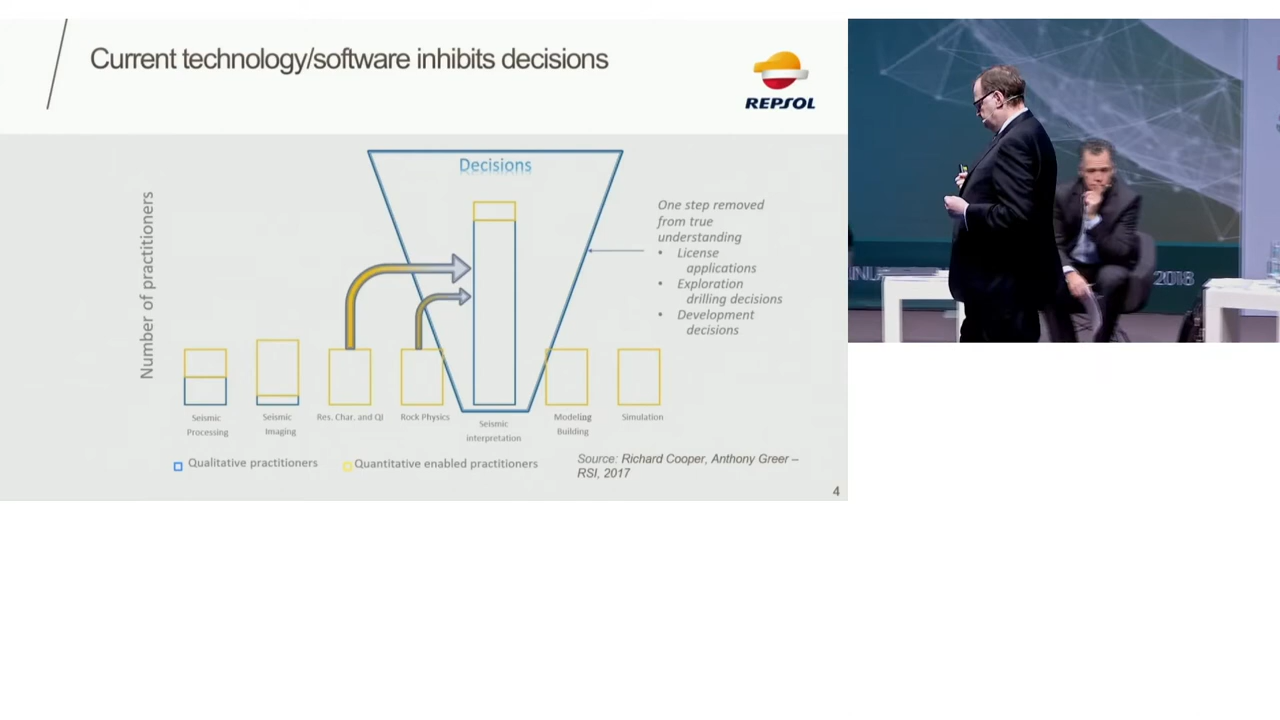 Current technology/software inhibits decisions
REPSOL
Decisions
Number of practitioners
One step removed
from true
understanding
• License
applications
• Exploration
drilling decisions
• Development
decisions
Seismic
Processing
Seismic
Imaging
Res. Char. and QI
Rock Physics
Seismic
interpretation
Modeling
Building
Simulation
Qualitative practitioners
Quantitative enabled practitioners
Source: Richard Cooper, Anthony Greer –
RSI, 2017
4
2018